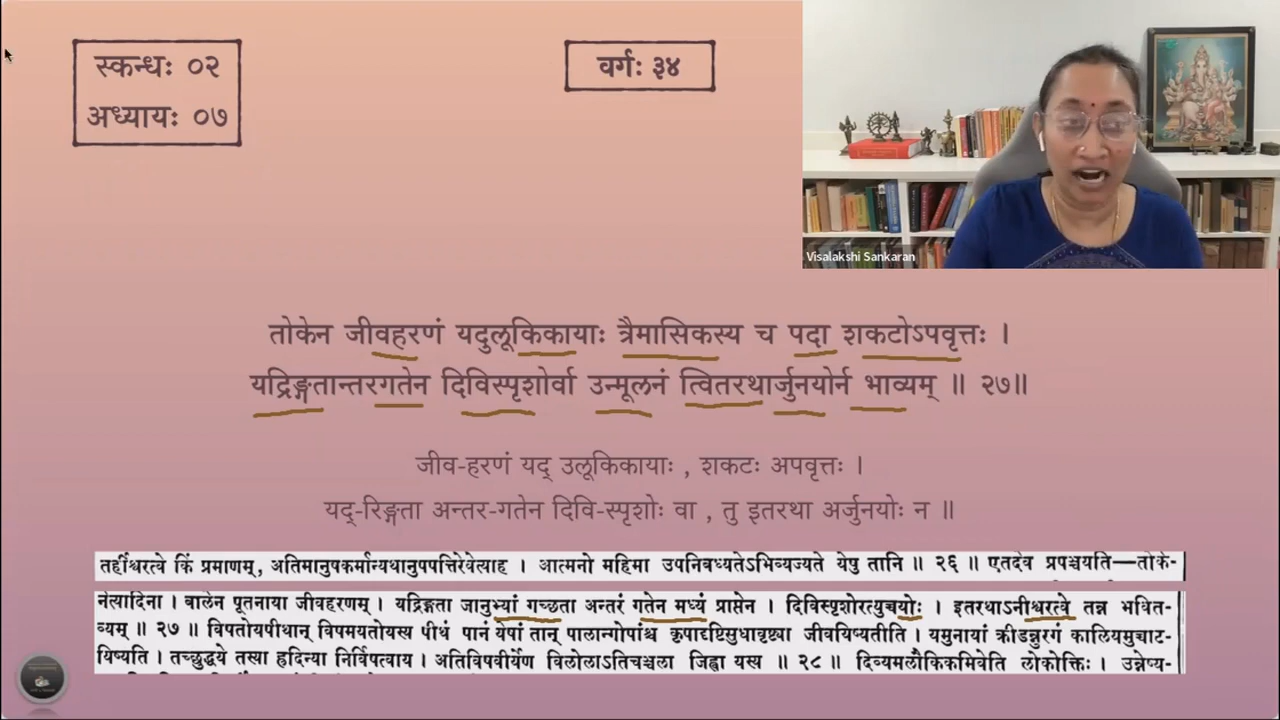 स्कन्धः ०२
अध्यायः ०७
वर्गः ३४
Visalakshi Sankaran
तोकेन जीवहरणं यदुलूकिकायाः त्रैमासिकस्य च पदा शकटोऽपवृत्तः ।
यद्रिङ्गतान्तरगतेन दिविस्पृशोर्वा उन्मूलनं त्वितरथार्जुनयोर्न भाव्यम् ॥ २७॥
जीव-हरणं यद् उलूकिकायाः , शकटः अपवृत्तः ।
यद्-रिङ्गता अन्तर-गतेन दिवि-स्पृशोः वा , तु इतरथा अर्जुनयोः न ॥
तर्हीश्वरत्वे किं प्रमाणम्, अतिमानुषकर्मान्यथानुपपत्तिरेवेत्याह । आत्मनो महिमा उपनिबध्यतेऽभिव्यज्यते येषु तानि ॥ २६ ॥ एतदेव प्रपञ्चयति—तोके-
नेत्यादिना । बालेन पूतनाया जीवहरणम् । यद्रिङ्गता जानुभ्यां गच्छता अन्तरं गतेन मध्यं प्राप्तेन । दिविस्पृशोरत्युच्चयोः । इतरथाऽनीश्वरत्वे तन्न भवित-
व्यम् ॥ २७ ॥ विषतोयपीथान् विषमयतोयस्य पीथं पानं येषां तान् पालान्गोपांश्च कृपादृष्टिसुधावृष्ट्या जीवयिष्यतीति । यमुनायां क्रीडन्नुरगं कालियमुच्चाट-
यिष्यति । तच्छुद्धये तस्या ह्रदिन्या निर्विषत्वाय । अतिविषवीर्येण विलोलाऽतिचञ्चला जिह्वा यस्य ॥ २८ ॥ दिव्यमलौकिकमिवेति लोकोक्तिः । उन्नेष्य-